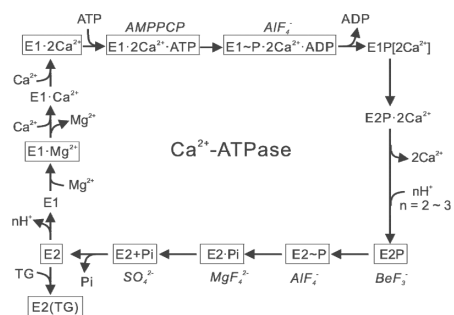 ATP AMPPCP AlF₄⁻ ADP
E1·2Ca²⁺ E1·2Ca²⁺·ATP E1~P·2Ca²⁺·ADP E1P[2Ca²⁺]
Ca²⁺
E1·Ca²⁺
E2P·2Ca²⁺
Ca²⁺ Mg²⁺
Ca²⁺-ATPase
E1·Mg²⁺
2Ca²⁺
Mg²⁺
nH⁺
E1
n = 2 ~ 3
nH⁺
E2 E2+Pi E2·Pi E2~P E2P
TG Pi SO₄²⁻ MgF₄²⁻ AlF₄⁻ BeF₃⁻
E2(TG)